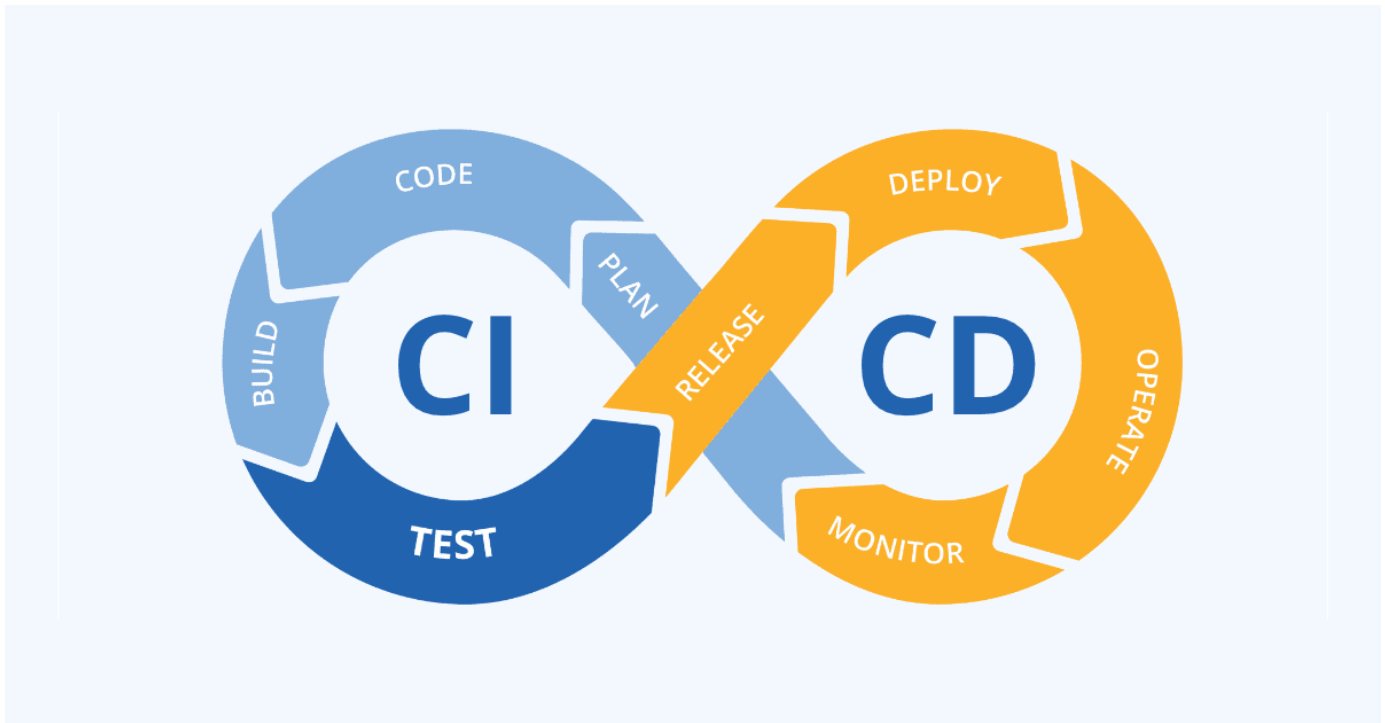 CODE
DEPLOY
PLAN
RELEASE
BUILD
CI
CD
OPERATE
TEST
MONITOR